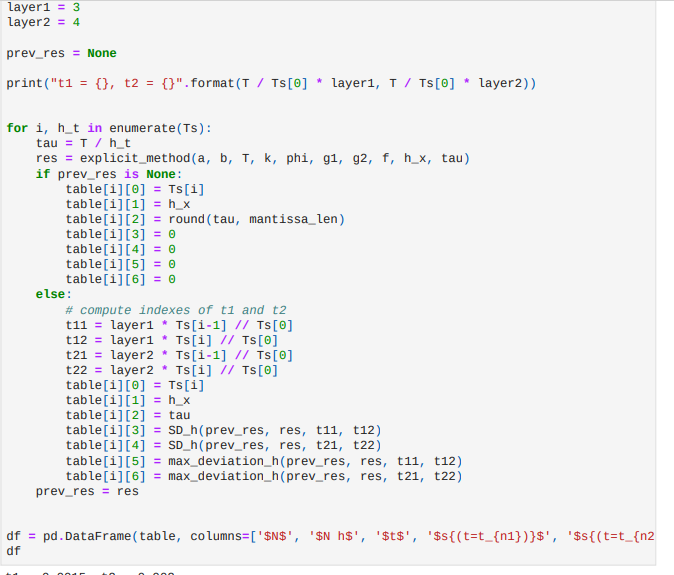 layer1 = 3
layer2 = 4
prev_res = None
print("t1 = {}, t2 = {}".format(T / Ts[0] * layer1, T / Ts[0] * layer2))
for i, h_t in enumerate(Ts):
    tau = T / h_t
    res = explicit_method(a, b, T, k, phi, g1, g2, f, h_x, tau)
    if prev_res is None:
        table[i][0] = Ts[i]
        table[i][1] = h_x
        table[i][2] = round(tau, mantissa_len)
        table[i][3] = 0
        table[i][4] = 0
        table[i][5] = 0
        table[i][6] = 0
    else:
        # compute indexes of t1 and t2
        t11 = layer1 * Ts[i-1] // Ts[0]
        t12 = layer1 * Ts[i] // Ts[0]
        t21 = layer2 * Ts[i-1] // Ts[0]
        t22 = layer2 * Ts[i] // Ts[0]
        table[i][0] = Ts[i]
        table[i][1] = h_x
        table[i][2] = tau
        table[i][3] = SD_h(prev_res, res, t11, t12)
        table[i][4] = SD_h(prev_res, res, t21, t22)
        table[i][5] = max_deviation_h(prev_res, res, t11, t12)
        table[i][6] = max_deviation_h(prev_res, res, t21, t22)
    prev_res = res
df = pd.DataFrame(table, columns=['$N$', '$N h$', '$t$', '$s{(t=t_{n1})}$', '$s{(t=t_{n2
df